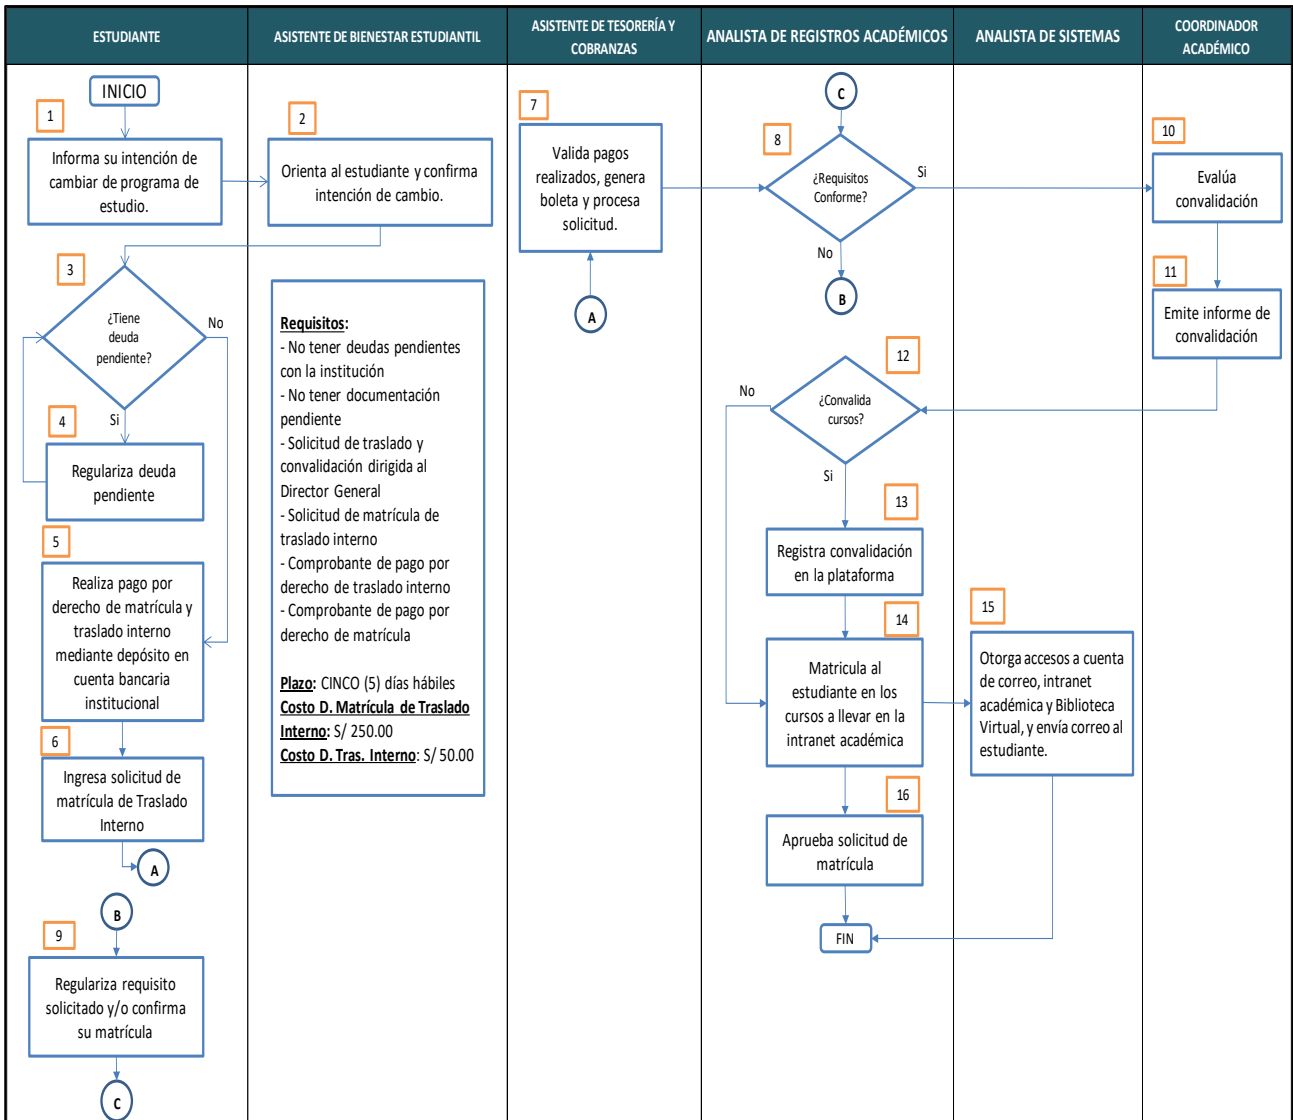 ESTUDIANTE
ASISTENTE DE BIENESTAR ESTUDIANTIL
ASISTENTE DE TESORERÍA Y
COBRANZAS
ANALISTA DE REGISTROS ACADÉMICOS
ANALISTA DE SISTEMAS
COORDINADOR
ACADÉMICO
INICIO
1
Informa su intención de
cambiar de programa de
estudio.
2
Orienta al estudiante y confirma
intención de cambio.
3
¿Tiene
deuda
pendiente?
No
Si
4
Regulariza deuda
pendiente
5
Realiza pago por
derecho de matrícula y
traslado interno
mediante depósito en
cuenta bancaria
institucional
6
Ingresa solicitud de
matrícula de Traslado
Interno
A
B
9
Regulariza requisito
solicitado y/o confirma
su matrícula
C
Requisitos:
- No tener deudas pendientes
con la institución
- No tener documentación
pendiente
- Solicitud de traslado y
convalidación dirigida al
Director General
- Solicitud de matrícula de
traslado interno
- Comprobante de pago por
derecho de traslado interno
- Comprobante de pago por
derecho de matrícula
Plazo: CINCO (5) días hábiles
Costo D. Matrícula de Traslado
Interno: S/ 250.00
Costo D. Tras. Interno: S/ 50.00
7
Valida pagos
realizados, genera
boleta y procesa
solicitud.
A
C
8
¿Requisitos
Conforme?
Si
No
B
10
Evalúa
convalidación
11
Emite informe de
convalidación
12
¿Convalida
cursos?
No
Si
13
Registra convalidación
en la plataforma
14
Matricula al
estudiante en los
cursos a llevar en la
intranet académica
15
Otorga accesos a cuenta
de correo, intranet
académica y Biblioteca
Virtual, y envía correo al
estudiante.
16
Aprueba solicitud de
matrícula
FIN